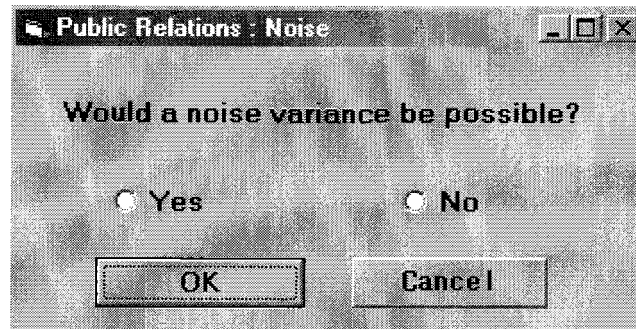 Public Relations : Noise
Would a noise variance be possible?
Yes No
OK Cancel